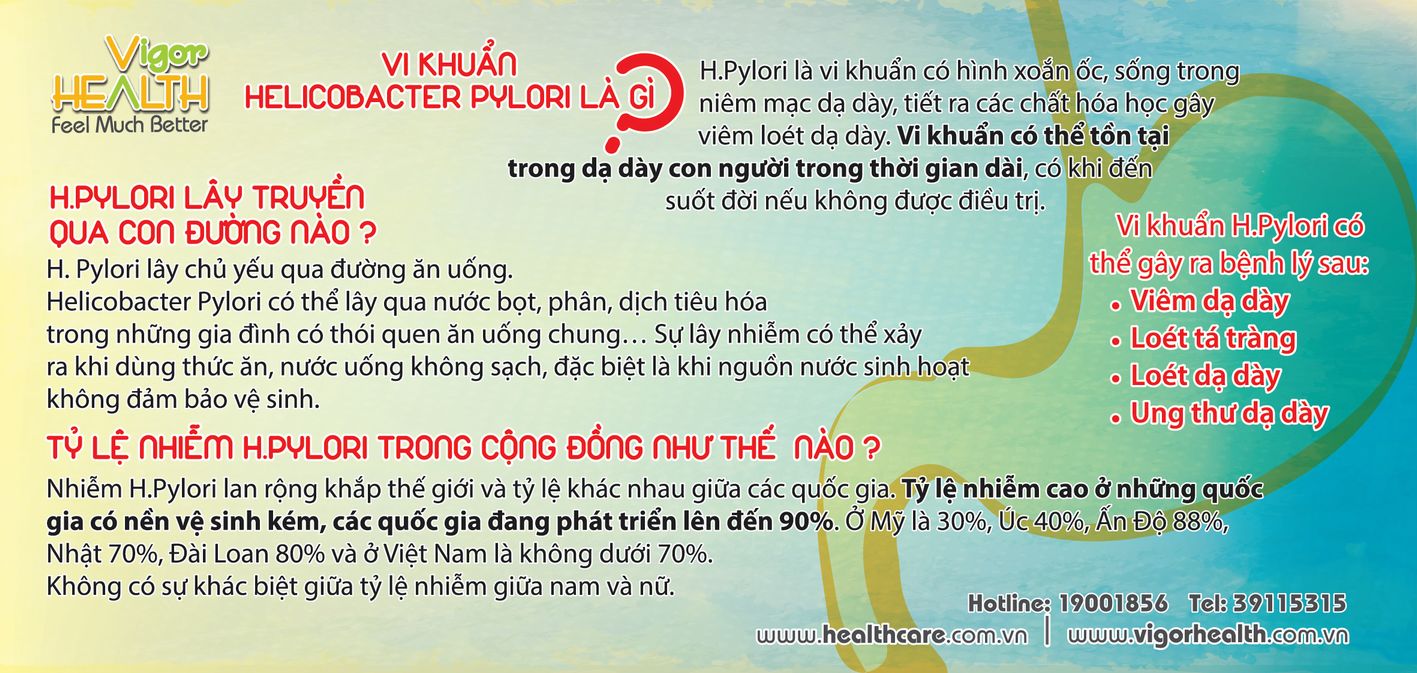 Vigor
HEALTH
Feel Much Better
VI KHUẨN
HELICOBACTER PYLORI LÀ GÌ ?
H.Pylori là vi khuẩn có hình xoắn ốc, sống trong
niêm mạc dạ dày, tiết ra các chất hóa học gây
viêm loét dạ dày. Vi khuẩn có thể tồn tại
trong dạ dày con người trong thời gian dài, có khi đến
suốt đời nếu không được điều trị.
H.PYLORI LÂY TRUYỀN
QUA CON ĐƯỜNG NÀO ?
H. Pylori lây chủ yếu qua đường ăn uống.
Helicobacter Pylori có thể lây qua nước bọt, phân, dịch tiêu hóa
trong những gia đình có thói quen ăn uống chung... Sự lây nhiễm có thể xảy
ra khi dùng thức ăn, nước uống không sạch, đặc biệt là khi nguồn nước sinh hoạt
không đảm bảo vệ sinh.
Vi khuẩn H.Pylori có
thể gây ra bệnh lý sau:
• Viêm dạ dày
• Loét tá tràng
• Loét dạ dày
• Ung thư dạ dày
TỶ LỆ NHIỄM H.PYLORI TRONG CỘNG ĐỒNG NHƯ THẾ NÀO ?
Nhiễm H.Pylori lan rộng khắp thế giới và tỷ lệ khác nhau giữa các quốc gia. Tỷ lệ nhiễm cao ở những quốc
gia có nền vệ sinh kém, các quốc gia đang phát triển lên đến 90%. Ở Mỹ là 30%, Úc 40%, Ấn Độ 88%,
Nhật 70%, Đài Loan 80% và ở Việt Nam là không dưới 70%.
Không có sự khác biệt giữa tỷ lệ nhiễm giữa nam và nữ.
Hotline: 19001856 Tel: 39115315
www.healthcare.com.vn | www.vigorhealth.com.vn